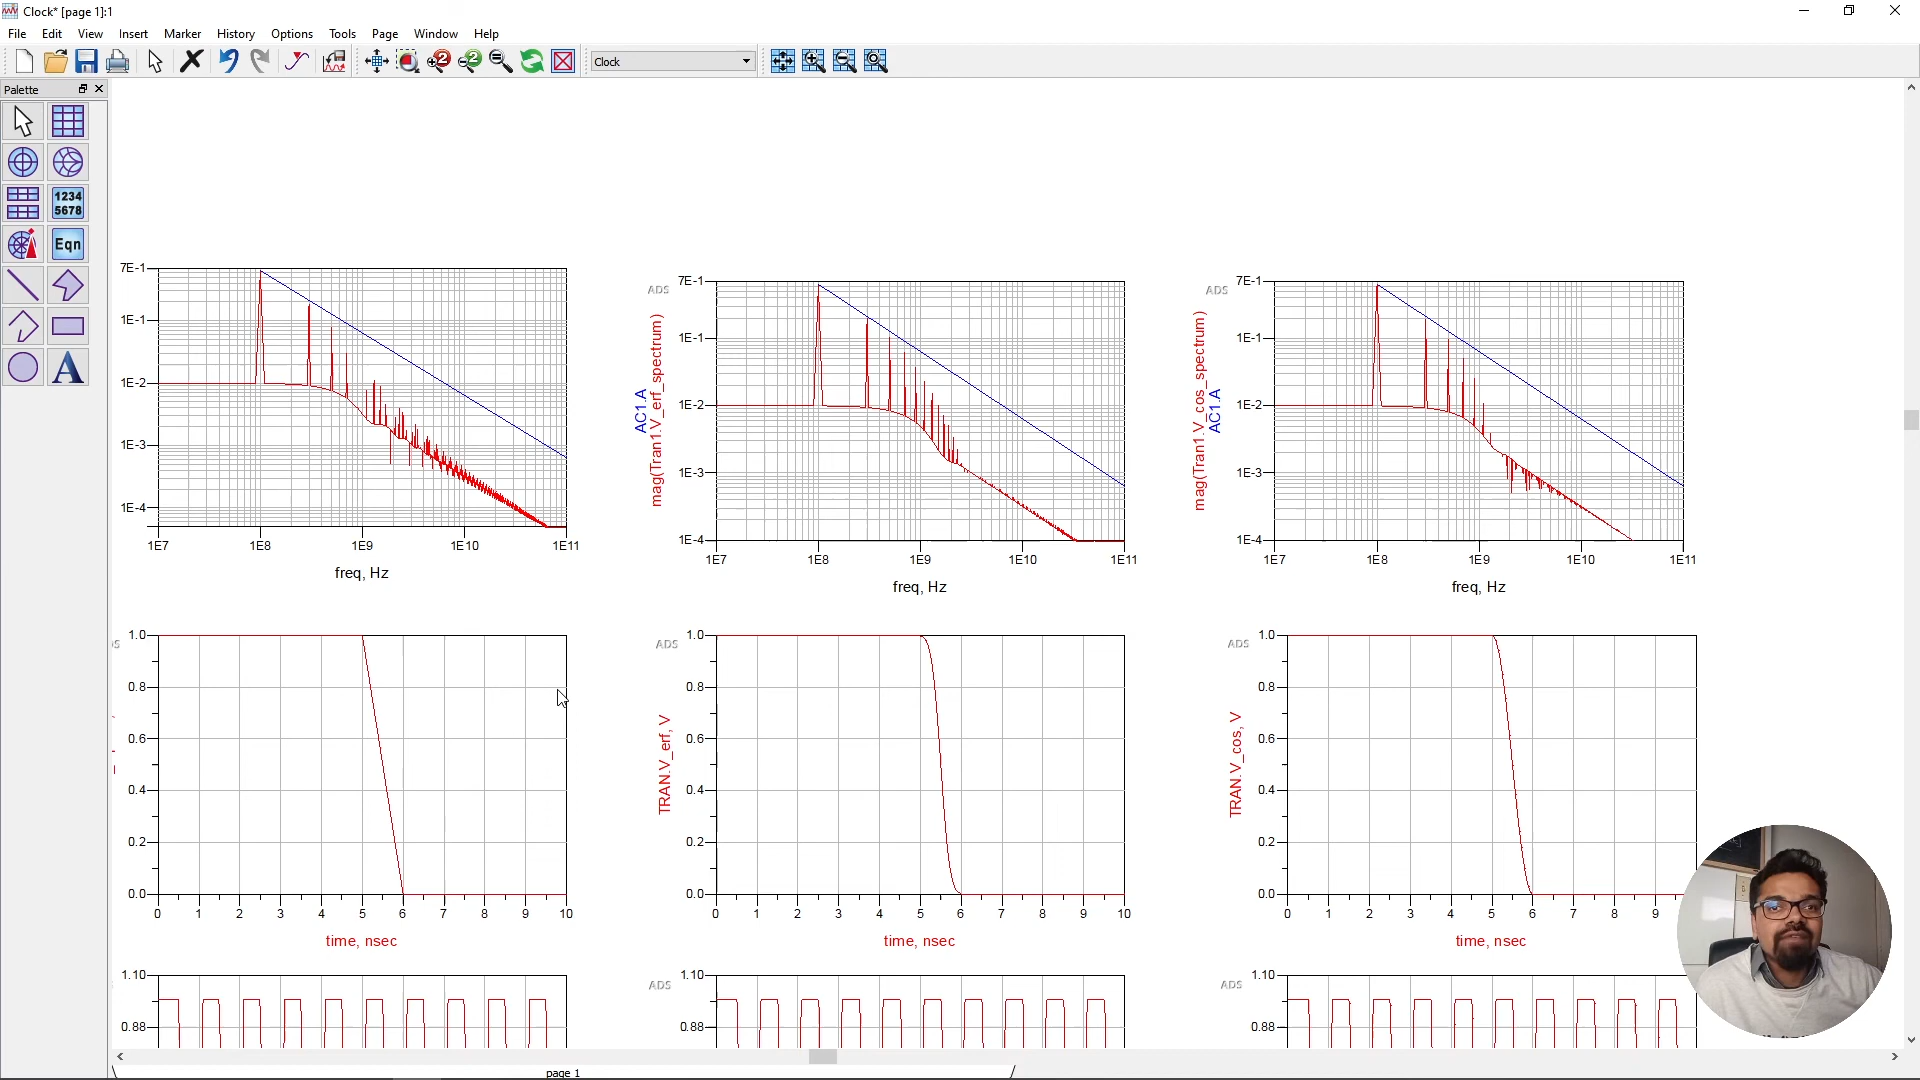 Clock* [page 1]:1
File Edit View Insert Marker History Options Tools Page Window Help
Clock
Palette
1234
5678
Eqn
A
7E-1
1E-1
1E-2
1E-3
1E-4
1E7 1E8 1E9 1E10 1E11
freq, Hz
ADS
AC1.A
mag(Tran1.V_erf_spectrum)
7E-1
1E-1
1E-2
1E-3
1E-4
1E7 1E8 1E9 1E10 1E11
freq, Hz
ADS
mag(Tran1.V_cos_spectrum)
AC1.A
7E-1
1E-1
1E-2
1E-3
1E-4
1E7 1E8 1E9 1E10 1E11
freq, Hz
1.0
0.8
0.6
0.4
0.2
0.0
0 1 2 3 4 5 6 7 8 9 10
time, nsec
ADS
TRAN.V_erf, V
1.0
0.8
0.6
0.4
0.2
0.0
0 1 2 3 4 5 6 7 8 9 10
time, nsec
ADS
TRAN.V_cos, V
1.0
0.8
0.6
0.4
0.2
0.0
0 1 2 3 4 5 6 7 8 9
time, nsec
1.10
0.88
ADS
1.10
0.88
ADS
1.10
0.88
page 1